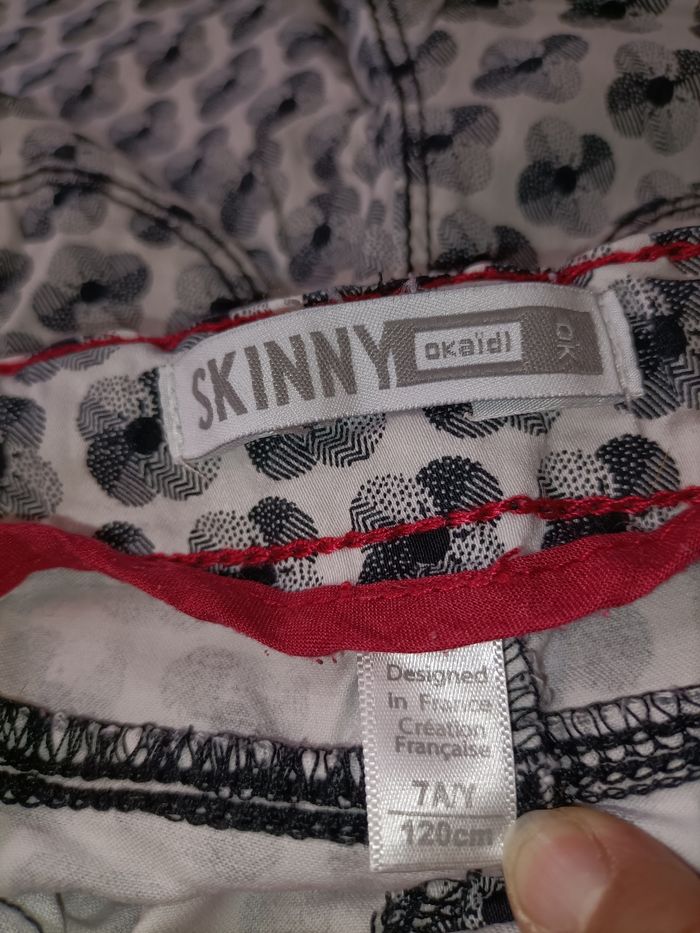 SKINNY okaïdi ok
Designed
in France
Création
Française
7A/Y
120cm